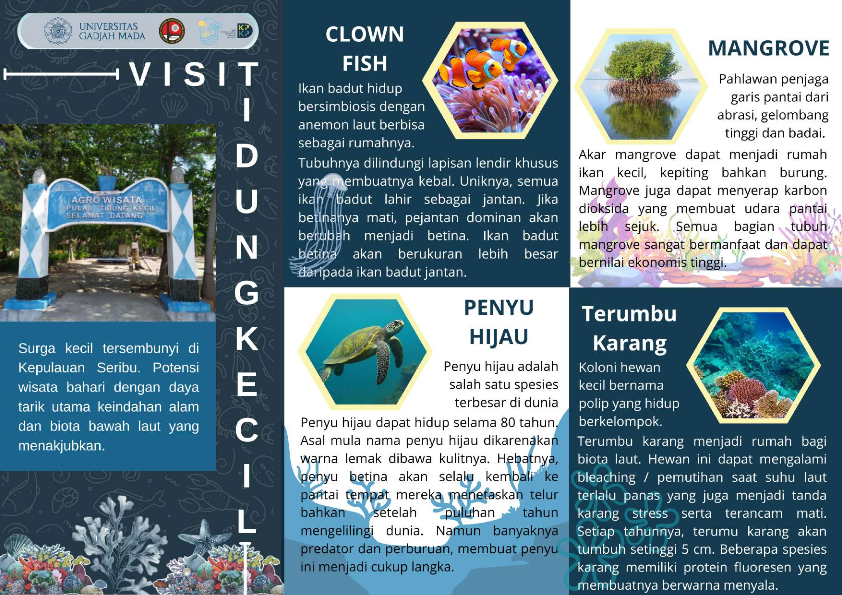 UNIVERSITAS
GADJAH MADA
VISIT
TIDUNG KECIL
AGRO WISATA
PULAU TIDUNG KECIL
SELAMAT DATANG
Surga kecil tersembunyi di
Kepulauan Seribu. Potensi
wisata bahari dengan daya
tarik utama keindahan alam
dan biota bawah laut yang
menakjubkan.
CLOWN
FISH
Ikan badut hidup
bersimbiosis dengan
anemon laut berbisa
sebagai rumahnya.
Tubuhnya dilindungi lapisan lendir khusus
yang membuatnya kebal. Uniknya, semua
ikan badut lahir sebagai jantan. Jika
betinanya mati, pejantan dominan akan
berubah menjadi betina. Ikan badut
betina akan berukuran lebih besar
daripada ikan badut jantan.
MANGROVE
Pahlawan penjaga
garis pantai dari
abrasi, gelombang
tinggi dan badai.
Akar mangrove dapat menjadi rumah
ikan kecil, kepiting bahkan burung.
Mangrove juga dapat menyerap karbon
dioksida yang membuat udara pantai
lebih sejuk. Semua bagian tubuh
mangrove sangat bermanfaat dan dapat
bernilai ekonomis tinggi.
PENYU
HIJAU
Penyu hijau adalah
salah satu spesies
terbesar di dunia
Penyu hijau dapat hidup selama 80 tahun.
Asal mula nama penyu hijau dikarenakan
warna lemak dibawa kulitnya. Hebatnya,
penyu betina akan selalu kembali ke
pantai tempat mereka menetaskan telur
bahkan setelah puluhan tahun
mengelilingi dunia. Namun banyaknya
predator dan perburuan, membuat penyu
ini menjadi cukup langka.
Terumbu
Karang
Koloni hewan
kecil bernama
polip yang hidup
berkelompok.
Terumbu karang menjadi rumah bagi
biota laut. Hewan ini dapat mengalami
bleaching / pemutihan saat suhu laut
terlalu panas yang juga menjadi tanda
karang stress serta terancam mati.
Setiap tahunnya, terumu karang akan
tumbuh setinggi 5 cm. Beberapa spesies
karang memiliki protein fluoresen yang
membuatnya berwarna menyala.